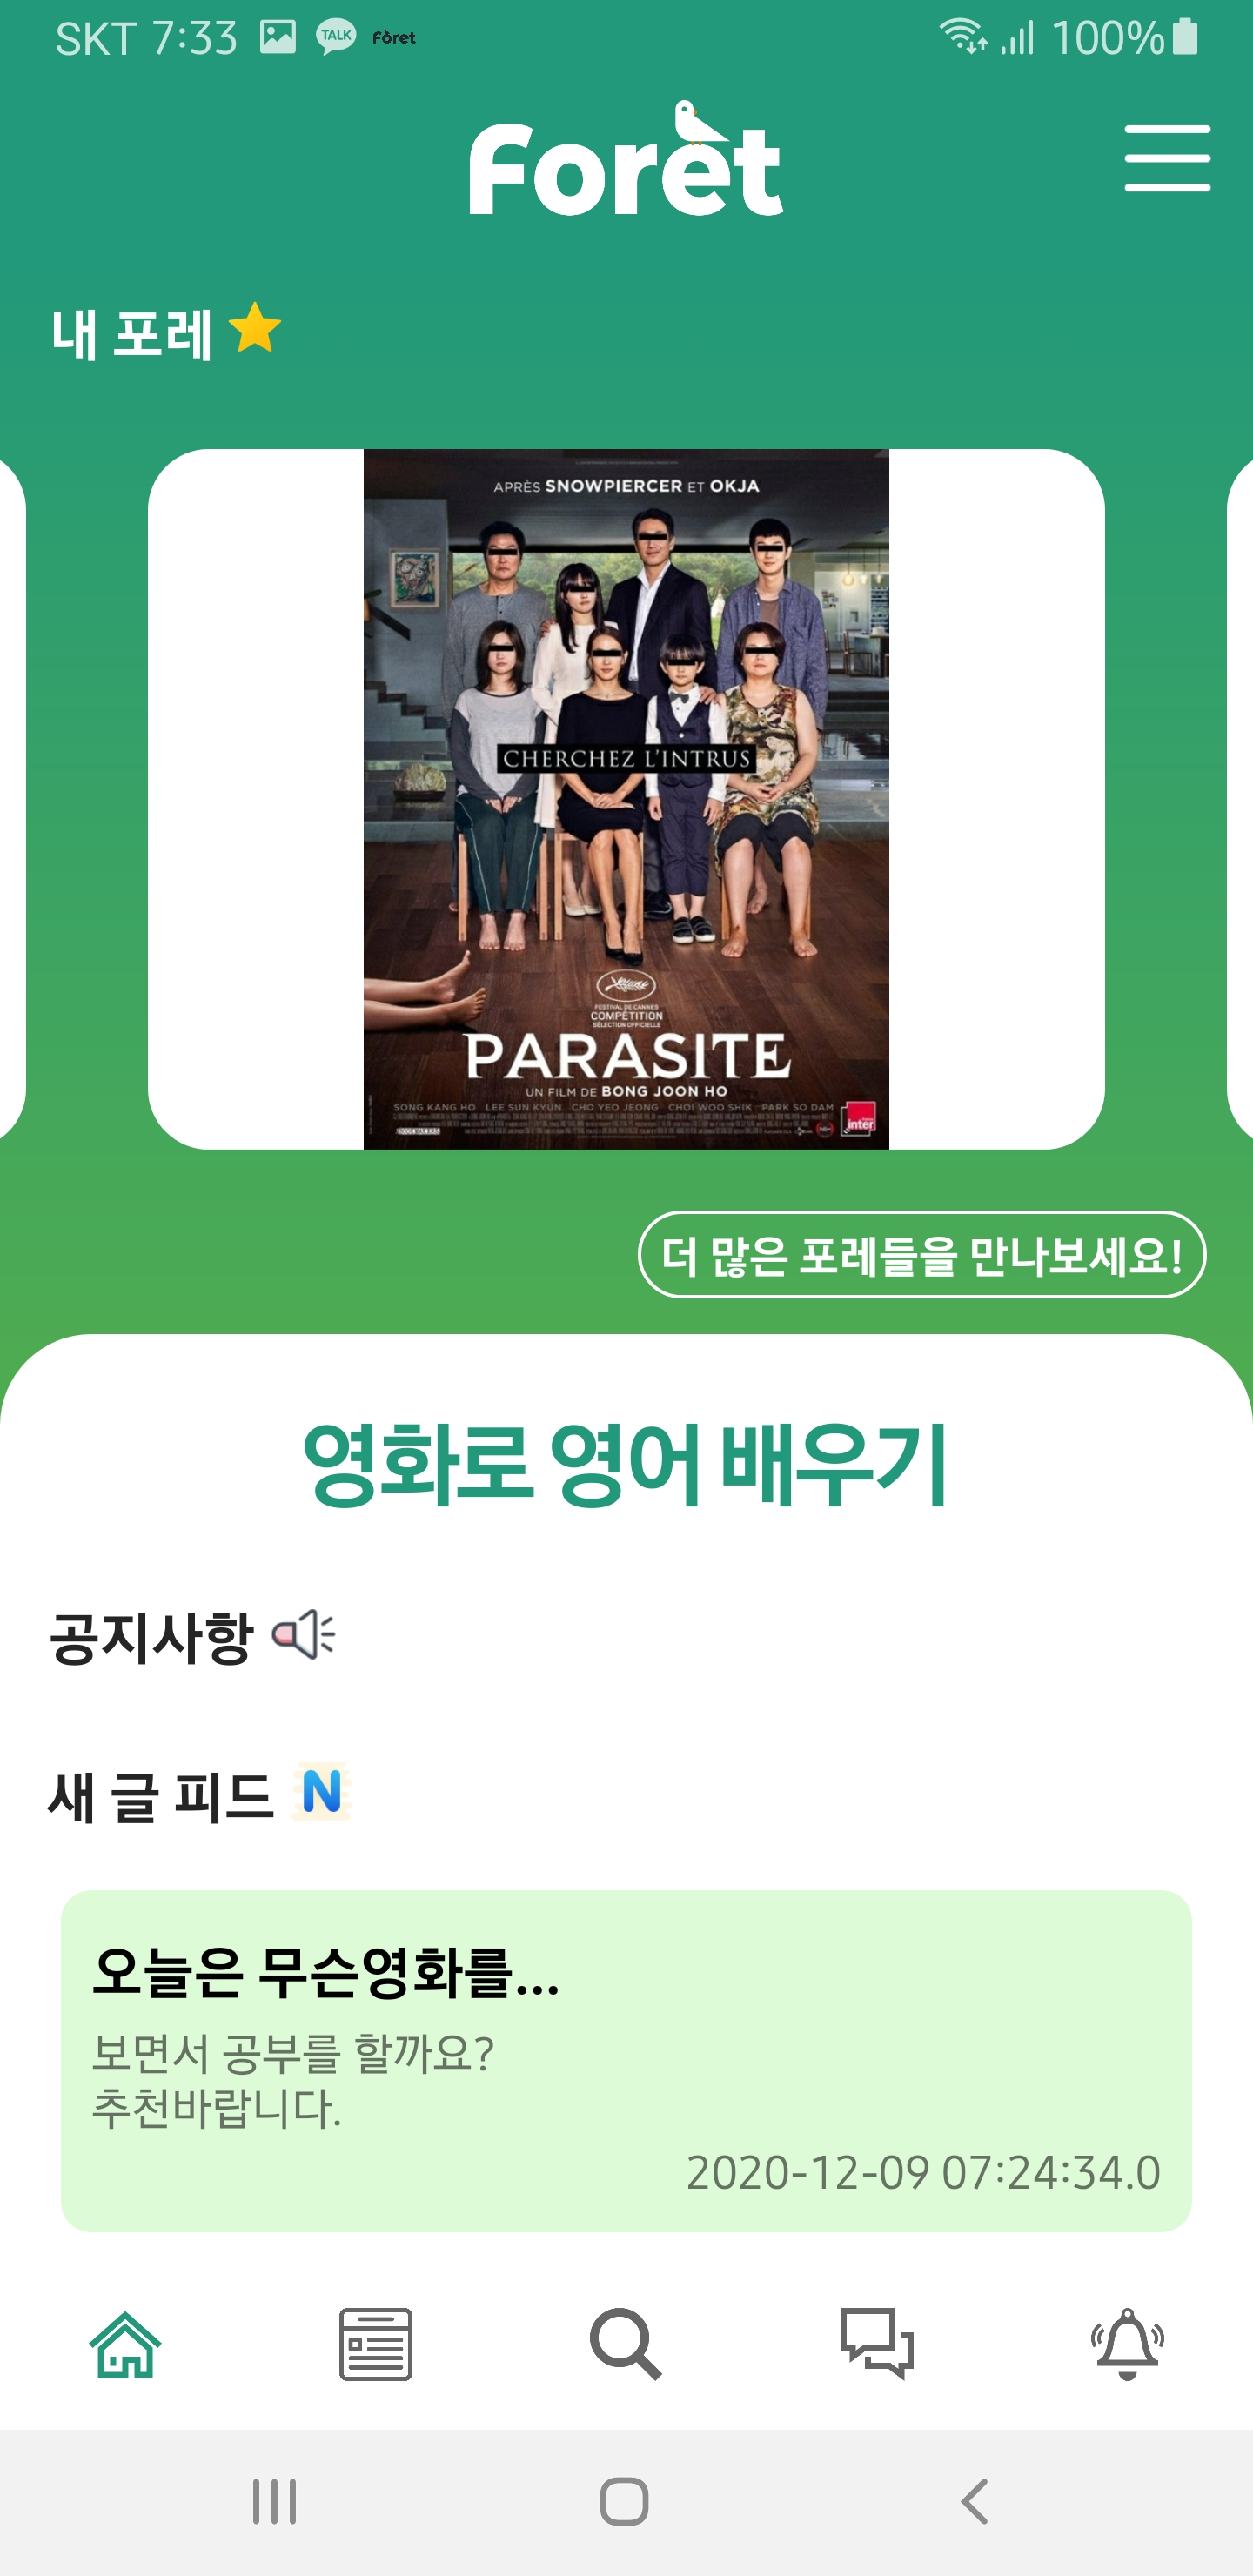 SKT 7:33 TALK Fôret 100%
Forèt
내 포레
APRÈS SNOWPIERCER ET OKJA
CHERCHEZ L'INTRUS
FESTIVAL DE CANNES
COMPÉTITION
SÉLECTION OFFICIELLE
PARASITE
UN FILM DE BONG JOON HO
SONG KANG HO LEE SUN KYUN CHO YEO JEONG CHOI WOO SHIK PARK SO DAM
inter
더 많은 포레들을 만나보세요!
영화로 영어 배우기
공지사항
새 글 피드 N
오늘은 무슨영화를...
보면서 공부를 할까요?
추천바랍니다.
2020-12-09 07:24:34.0